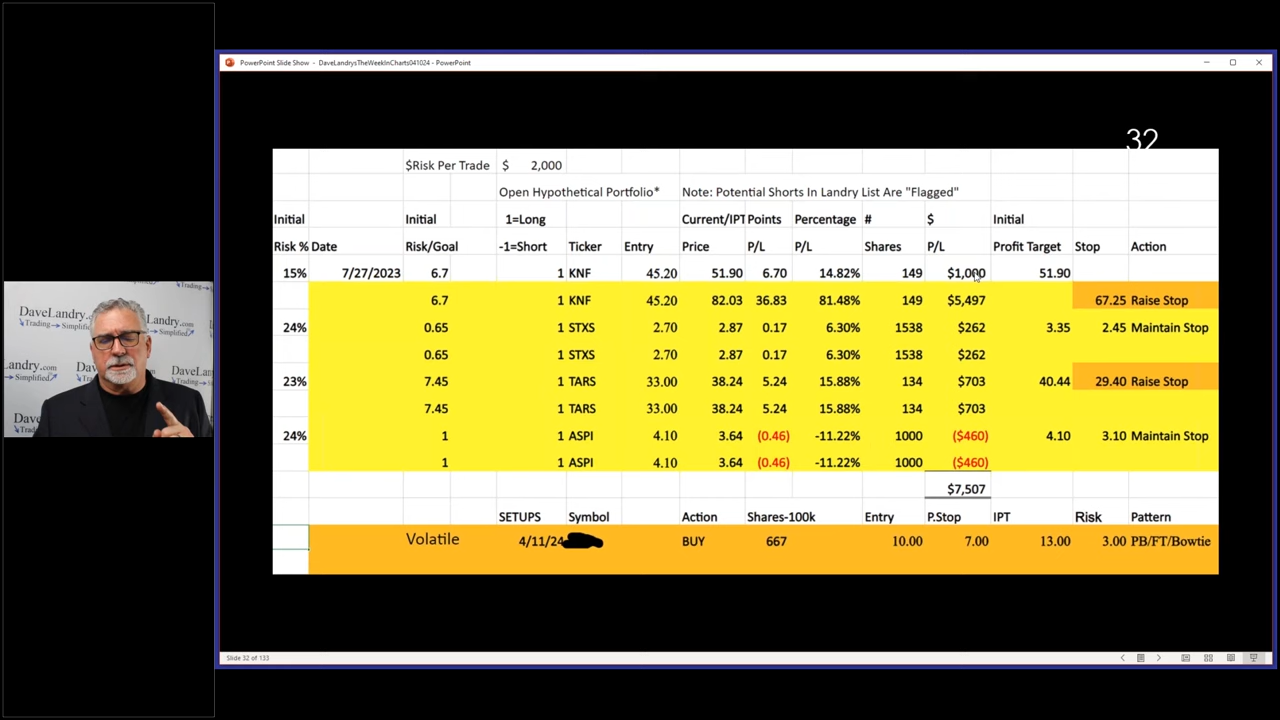 PowerPoint Slide Show - DaveLandrysTheWeekInCharts041024 - PowerPoint
32
$Risk Per Trade $ 2,000
Open Hypothetical Portfolio* Note: Potential Shorts In Landry List Are "Flagged"
Initial Initial 1=Long Current/IPT Points Percentage # $ Initial
Risk % Date Risk/Goal -1=Short Ticker Entry Price P/L P/L Shares P/L Profit Target Stop Action
15% 7/27/2023 6.7 1 KNF 45.20 51.90 6.70 14.82% 149 $1,000 51.90
6.7 1 KNF 45.20 82.03 36.83 81.48% 149 $5,497 67.25 Raise Stop
24% 0.65 1 STXS 2.70 2.87 0.17 6.30% 1538 $262 3.35 2.45 Maintain Stop
0.65 1 STXS 2.70 2.87 0.17 6.30% 1538 $262
23% 7.45 1 TARS 33.00 38.24 5.24 15.88% 134 $703 40.44 29.40 Raise Stop
7.45 1 TARS 33.00 38.24 5.24 15.88% 134 $703
24% 1 1 ASPI 4.10 3.64 (0.46) -11.22% 1000 ($460) 4.10 3.10 Maintain Stop
1 1 ASPI 4.10 3.64 (0.46) -11.22% 1000 ($460)
$7,507
SETUPS Symbol Action Shares-100k Entry P.Stop IPT Risk Pattern
Volatile 4/11/24 BUY 667 10.00 7.00 13.00 3.00 PB/FT/Bowtie
DaveLandry
Trading Simplified
Landry.com
Simplified
Slide 32 of 133